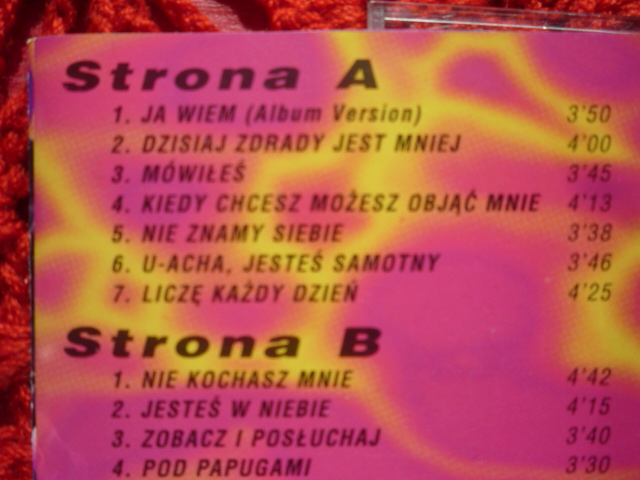 Strona A
1. JA WIEM (Album Version) 3'50
2. DZISIAJ ZDRADY JEST MNIEJ 4'00
3. MÓWIŁEŚ 3'45
4. KIEDY CHCESZ MOŻESZ OBJĄĆ MNIE 4'13
5. NIE ZNAMY SIEBIE 3'38
6. U-ACHA, JESTEŚ SAMOTNY 3'46
7. LICZĘ KAŻDY DZIEŃ 4'25
Strona B
1. NIE KOCHASZ MNIE 4'42
2. JESTEŚ W NIEBIE 4'15
3. ZOBACZ I POSŁUCHAJ 3'40
4. POD PAPUGAMI 3'30